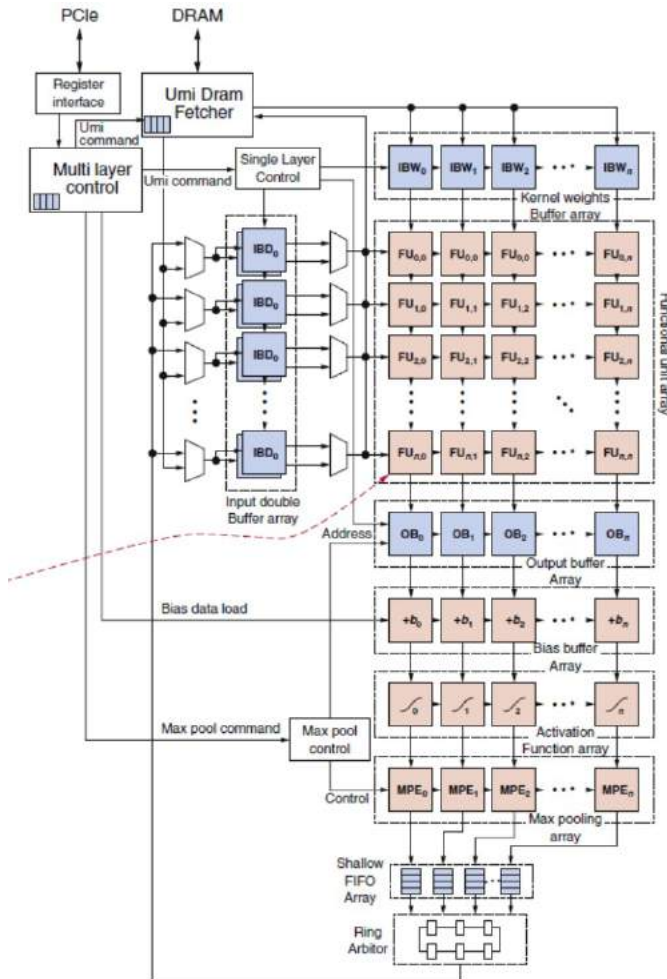 PCIe
DRAM
Register
interface
Umi Dram
Fetcher
Umi
command
Multi layer
control
Umi command
Single Layer
Control
IBW0 IBW1 IBW2 IBWn
Kernel weights
Buffer array
IBD0
IBD0
IBD0
IBD0
Input double
Buffer array
FU0,0 FU0,0 FU0,0 FU0,n
FU1,0 FU1,1 FU1,2 FU1,n
FU2,0 FU2,1 FU2,2 FU2,n
FUn,0 FUn,1 FUn,2 FUn,n
Functional unit array
Address
OB0 OB1 OB2 OBn
Output buffer
Array
Bias data load
+b0 +b1 +b2 +bn
Bias buffer
Array
0 1 2 n
Activation
Function array
Max pool command
Max pool
control
Control
MPE0 MPE1 MPE2 MPEn
Max pooling
array
Shallow
FIFO
Array
Ring
Arbitor